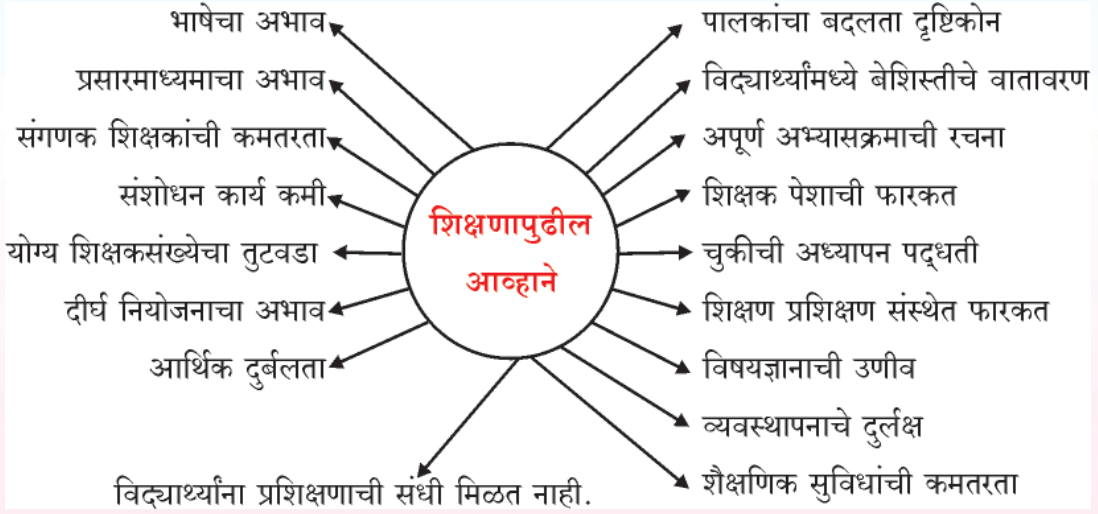 भाषेचा अभाव
प्रसारमाध्यमाचा अभाव
संगणक शिक्षकांची कमतरता
संशोधन कार्य कमी
योग्य शिक्षकसंख्येचा तुटवडा
दीर्घ नियोजनाचा अभाव
आर्थिक दुर्बलता
शिक्षणापुढील
आव्हाने
पालकांचा बदलता दृष्टिकोन
विद्यार्थ्यांमध्ये बेशिस्तीचे वातावरण
अपूर्ण अभ्यासक्रमाची रचना
शिक्षक पेशाची फारकत
चुकीची अध्यापन पद्धती
शिक्षण प्रशिक्षण संस्थेत फारकत
विषयज्ञानाची उणीव
व्यवस्थापनाचे दुर्लक्ष
शैक्षणिक सुविधांची कमतरता
विद्यार्थ्यांना प्रशिक्षणाची संधी मिळत नाही.